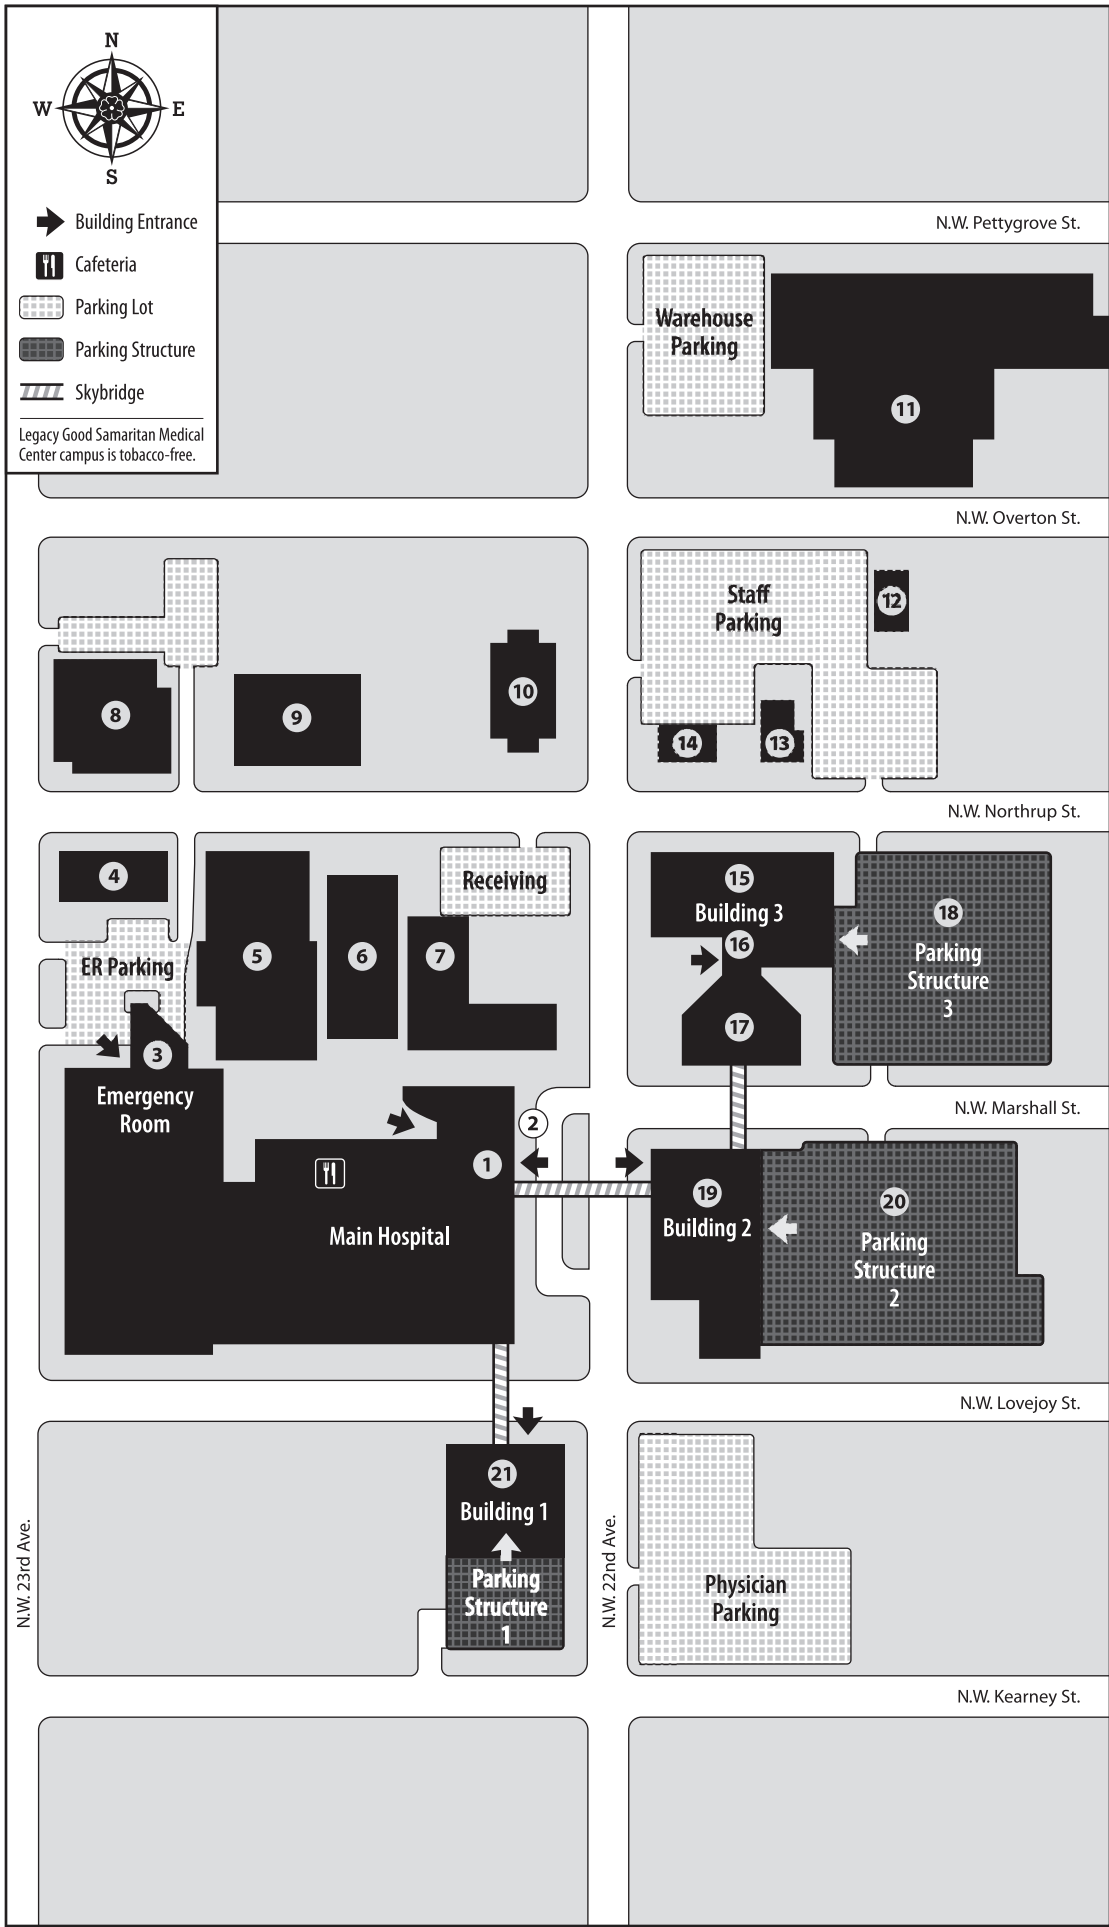 N
W
E
S
Building Entrance
Cafeteria
Parking Lot
Parking Structure
Skybridge
Legacy Good Samaritan Medical
Center campus is tobacco-free.
N.W. Pettygrove St.
Warehouse
Parking
11
N.W. Overton St.
Staff
Parking
12
8
9
10
14
13
N.W. Northrup St.
4
Receiving
15
Building 3
18
Parking
Structure
3
16
5
6
7
ER Parking
17
3
Emergency
Room
N.W. Marshall St.
2
1
19
Building 2
20
Parking
Structure
2
Main Hospital
N.W. Lovejoy St.
21
Building 1
Parking
Structure
1
N.W. 23rd Ave.
N.W. 22nd Ave.
Physician
Parking
N.W. Kearney St.